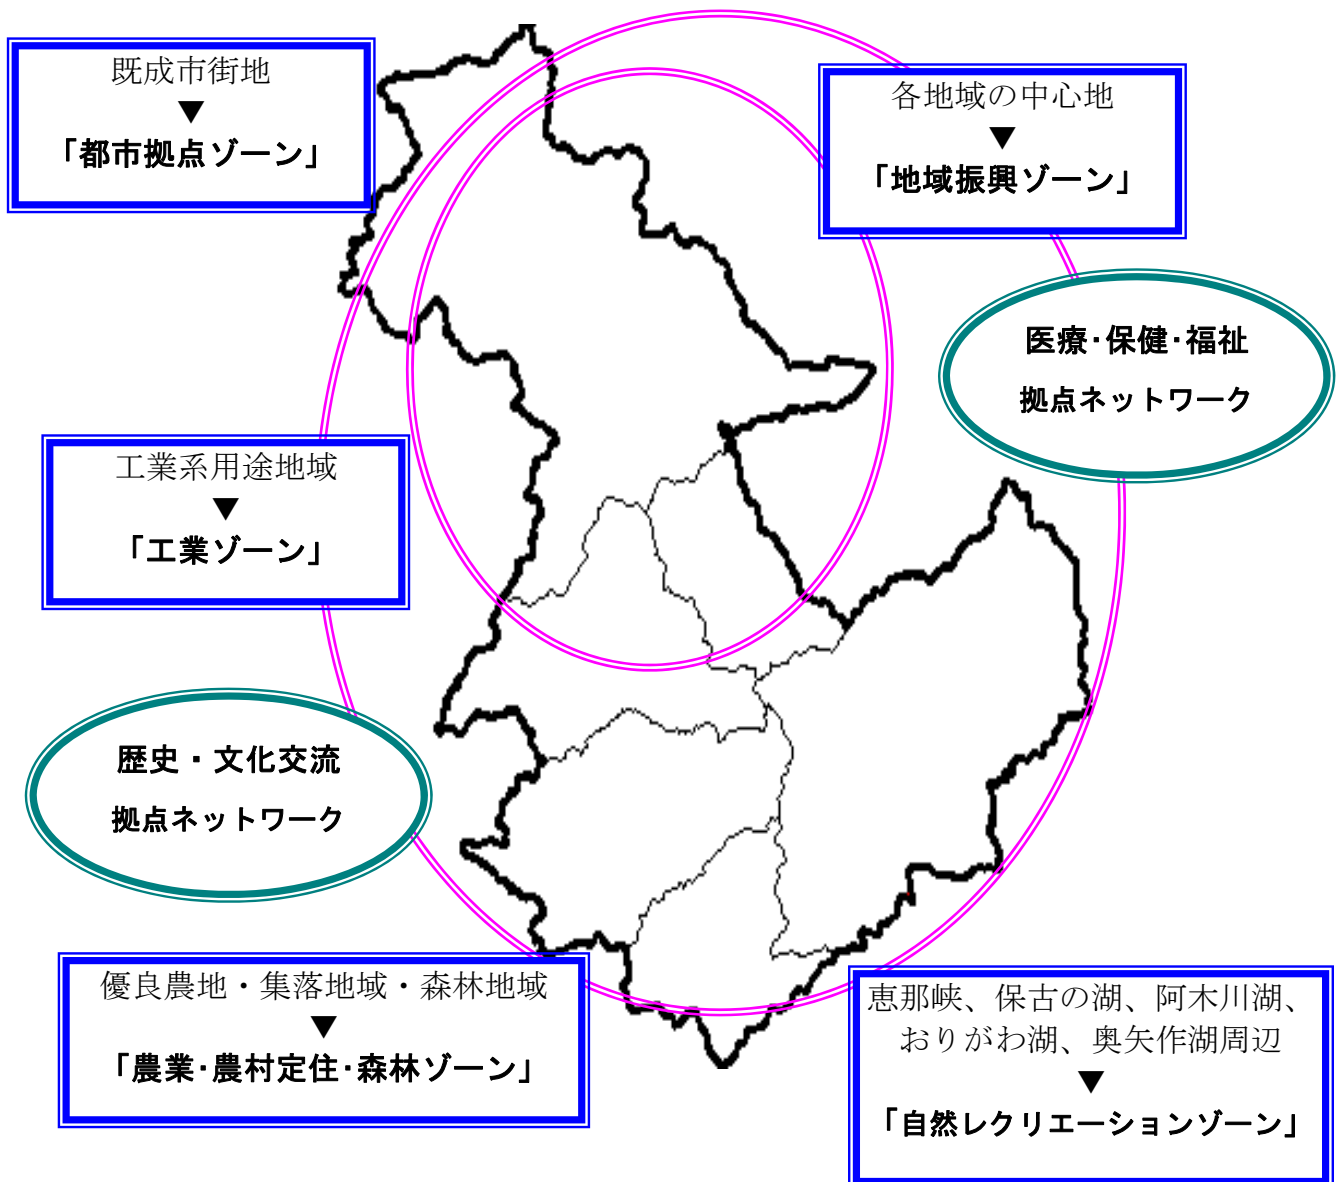 既成市街地
▼
「都市拠点ゾーン」
各地域の中心地
▼
「地域振興ゾーン」
医療･保健･福祉
拠点ネットワーク
工業系用途地域
▼
「工業ゾーン」
歴史・文化交流
拠点ネットワーク
優良農地・集落地域・森林地域
▼
「農業･農村定住･森林ゾーン」
恵那峡、保古の湖、阿木川湖、
おりがわ湖、奥矢作湖周辺
▼
「自然レクリエーションゾーン」